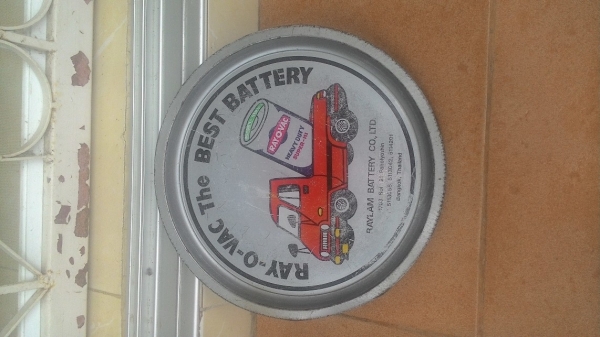 RAY-O-VAC The BEST BATTERY
RAYOVAC
HEAVY DUTY
RAYLAM BATTERY CO., LTD.
Bangkok, Thailand